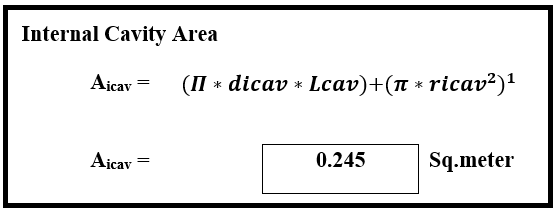 Internal Cavity Area
Aicav = (Π * dicav * Lcav)+(π * ricav²)¹
Aicav = 0.245 Sq.meter